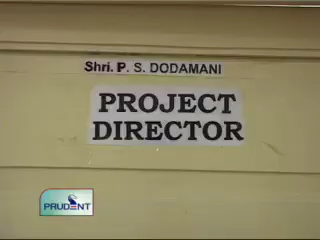 Shri. P. S. DODAMANI
PROJECT
DIRECTOR
PRUDENT